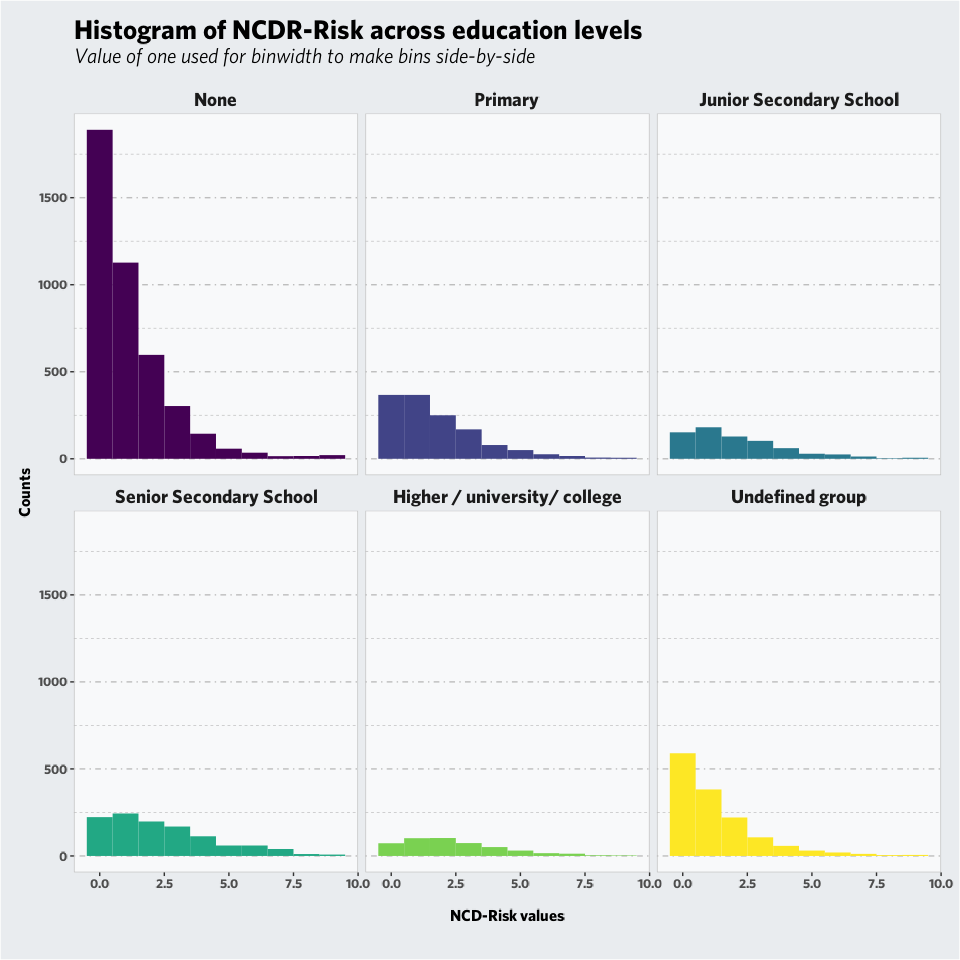 Histogram of NCDR-Risk across education levels
Value of one used for binwidth to make bins side-by-side
None
Primary
Junior Secondary School
1500
1000
500
0
Counts
Senior Secondary School
Higher / university/ college
Undefined group
1500
1000
500
0
0.0 2.5 5.0 7.5 10.0 0.0 2.5 5.0 7.5 10.0 0.0 2.5 5.0 7.5 10.0
NCD-Risk values